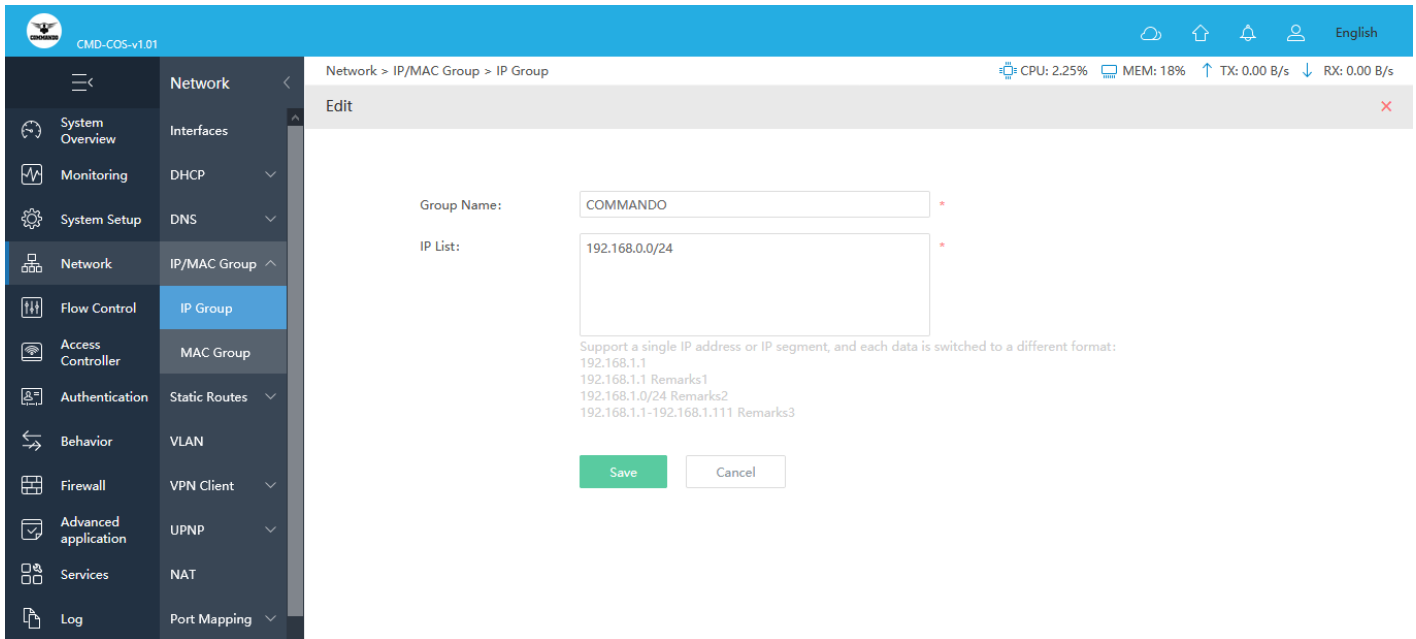 COMMANDO
CMD-COS-v1.01
English
Network
Network > IP/MAC Group > IP Group
CPU: 2.25%
MEM: 18%
TX: 0.00 B/s
RX: 0.00 B/s
Edit
System
Overview
Monitoring
System Setup
Network
Flow Control
Access
Controller
Authentication
Behavior
Firewall
Advanced
application
Services
Log
Interfaces
DHCP
DNS
IP/MAC Group
IP Group
MAC Group
Static Routes
VLAN
VPN Client
UPNP
NAT
Port Mapping
Group Name:
COMMANDO
*
IP List:
192.168.0.0/24
*
Support a single IP address or IP segment, and each data is switched to a different format:
192.168.1.1
192.168.1.1 Remarks1
192.168.1.0/24 Remarks2
192.168.1.1-192.168.1.111 Remarks3
Save
Cancel